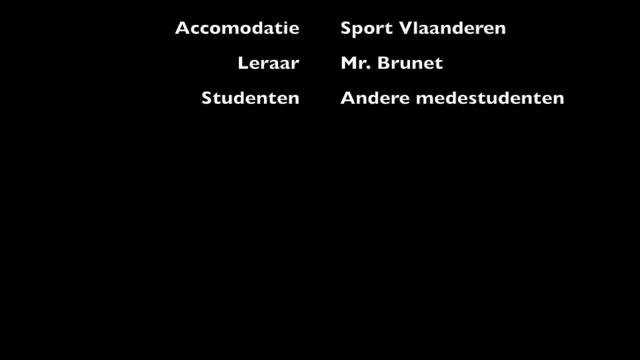 Accomodatie Sport Vlaanderen
Leraar Mr. Brunet
Studenten Andere medestudenten